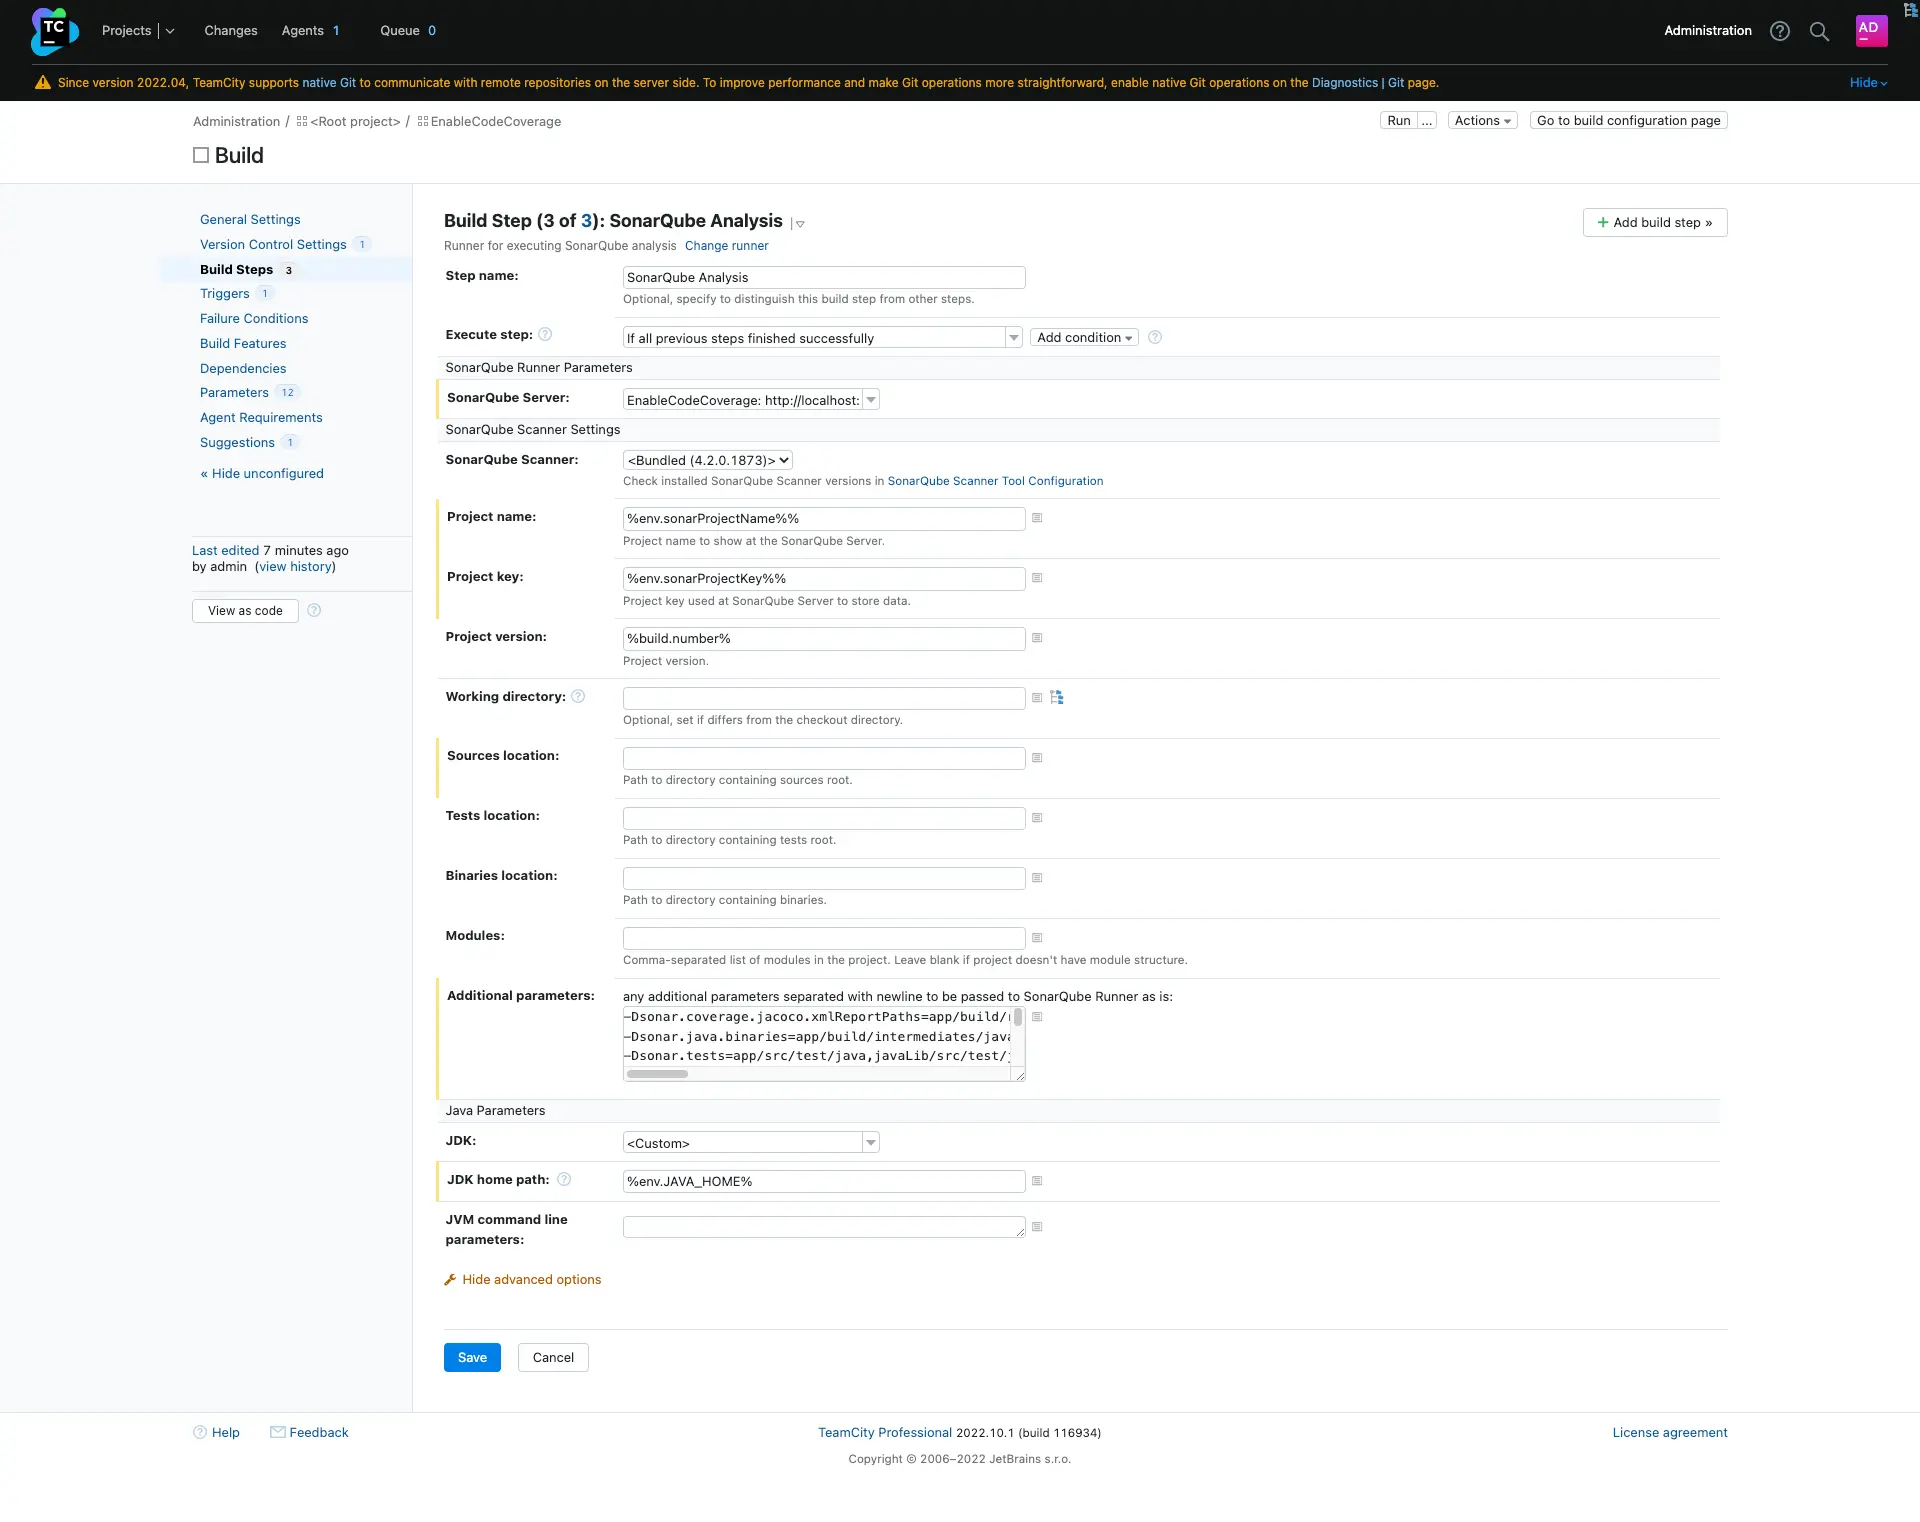 TC
Projects
Changes
Agents 1
Queue 0
Administration
AD
Since version 2022.04, TeamCity supports native Git to communicate with remote repositories on the server side. To improve performance and make Git operations more straightforward, enable native Git operations on the Diagnostics | Git page.
Hide
Administration / <Root project> / EnableCodeCoverage
Run ...
Actions
Go to build configuration page
Build
General Settings
Version Control Settings 1
Build Steps 3
Triggers 1
Failure Conditions
Build Features
Dependencies
Parameters 12
Agent Requirements
Suggestions 1
« Hide unconfigured
Last edited 7 minutes ago
by admin (view history)
View as code ?
Build Step (3 of 3): SonarQube Analysis
+ Add build step »
Runner for executing SonarQube analysis Change runner
Step name:
SonarQube Analysis
Optional, specify to distinguish this build step from other steps.
Execute step: ?
If all previous steps finished successfully
Add condition ?
SonarQube Runner Parameters
SonarQube Server:
EnableCodeCoverage: http://localhost:
SonarQube Scanner Settings
SonarQube Scanner:
<Bundled (4.2.0.1873)>
Check installed SonarQube Scanner versions in SonarQube Scanner Tool Configuration
Project name:
%env.sonarProjectName%%
Project name to show at the SonarQube Server.
Project key:
%env.sonarProjectKey%%
Project key used at SonarQube Server to store data.
Project version:
%build.number%
Project version.
Working directory: ?
Optional, set if differs from the checkout directory.
Sources location:
Path to directory containing sources root.
Tests location:
Path to directory containing tests root.
Binaries location:
Path to directory containing binaries.
Modules:
Comma-separated list of modules in the project. Leave blank if project doesn't have module structure.
Additional parameters:
any additional parameters separated with newline to be passed to SonarQube Runner as is:
-Dsonar.coverage.jacoco.xmlReportPaths=app/build/
-Dsonar.java.binaries=app/build/intermediates/java
-Dsonar.tests=app/src/test/java,javaLib/src/test/
Java Parameters
JDK:
<Custom>
JDK home path: ?
%env.JAVA_HOME%
JVM command line
parameters:
Hide advanced options
Save
Cancel
? Help
Feedback
TeamCity Professional 2022.10.1 (build 116934)
License agreement
Copyright © 2006–2022 JetBrains s.r.o.